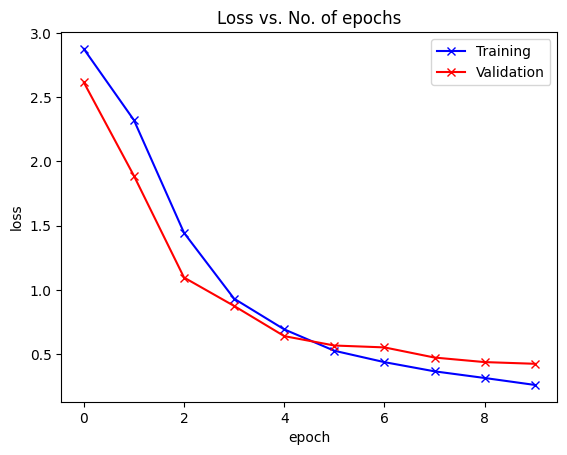 Loss vs. No. of epochs
3.0
2.5
2.0
1.5
1.0
0.5
loss
Training
Validation
0 2 4 6 8
epoch